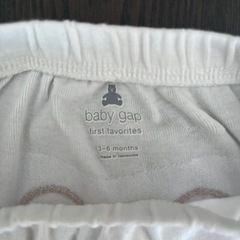 baby gap
first favorites
3-6 months